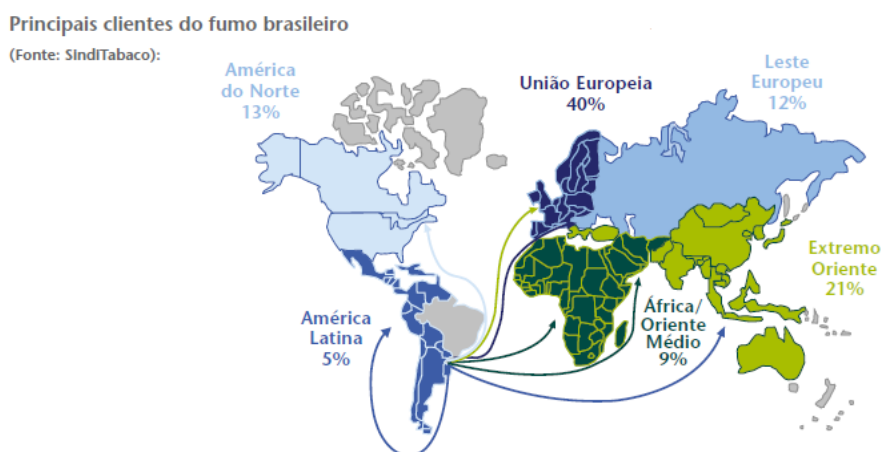 Principais clientes do fumo brasileiro
(Fonte: SindiTabaco):
América
do Norte
13%
União Europeia
40%
Leste
Europeu
12%
Extremo
Oriente
21%
América
Latina
5%
África/
Oriente
Médio
9%